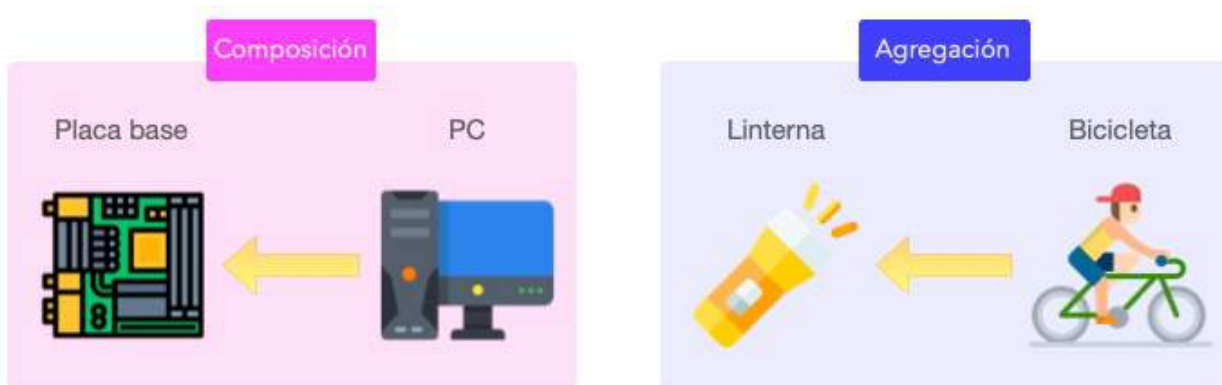 Composición
Placa base
PC
Agregación
Linterna
Bicicleta